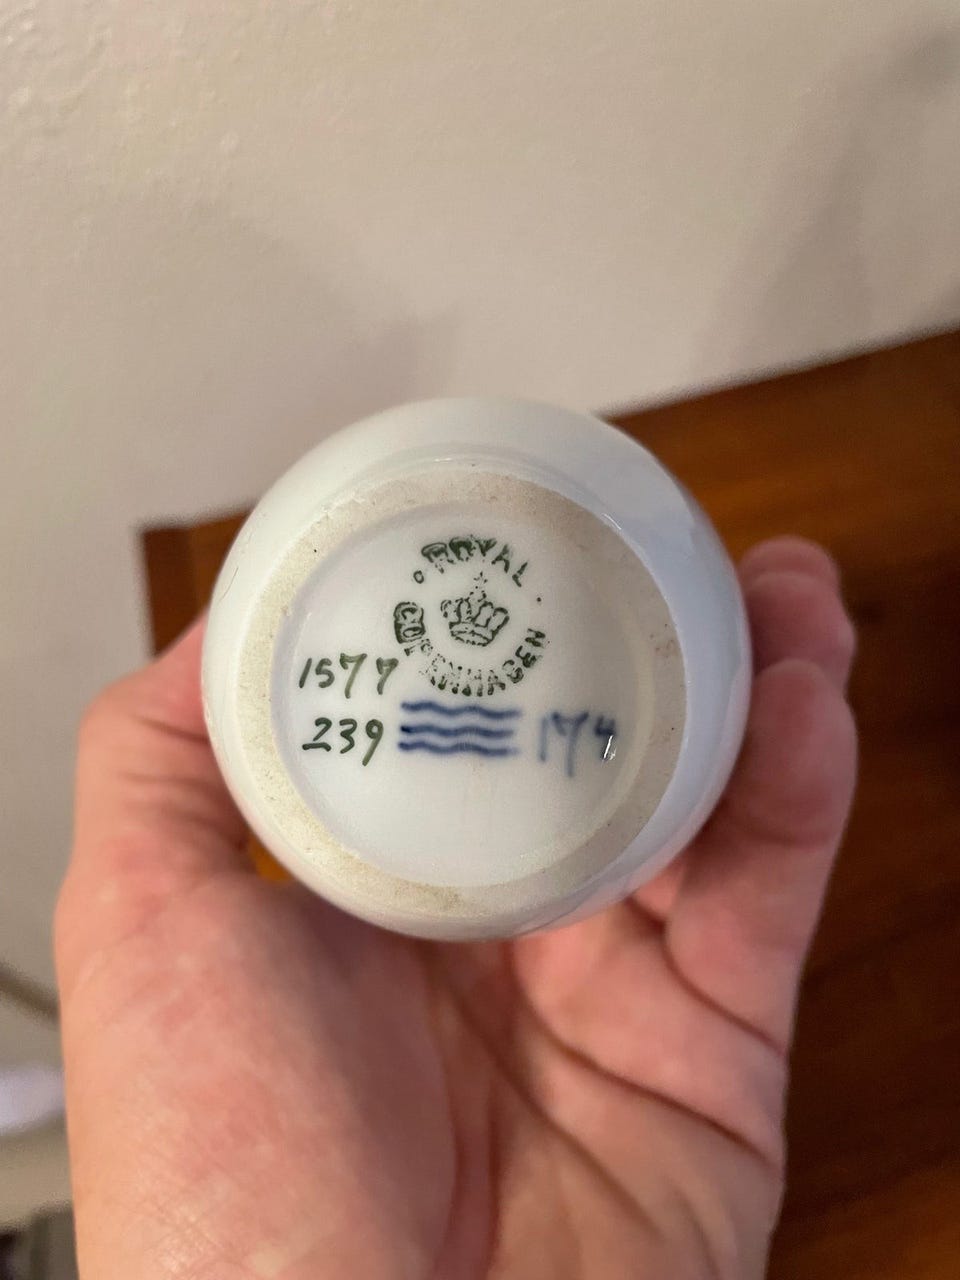 ROYAL
COPENHAGEN
1577
239 174